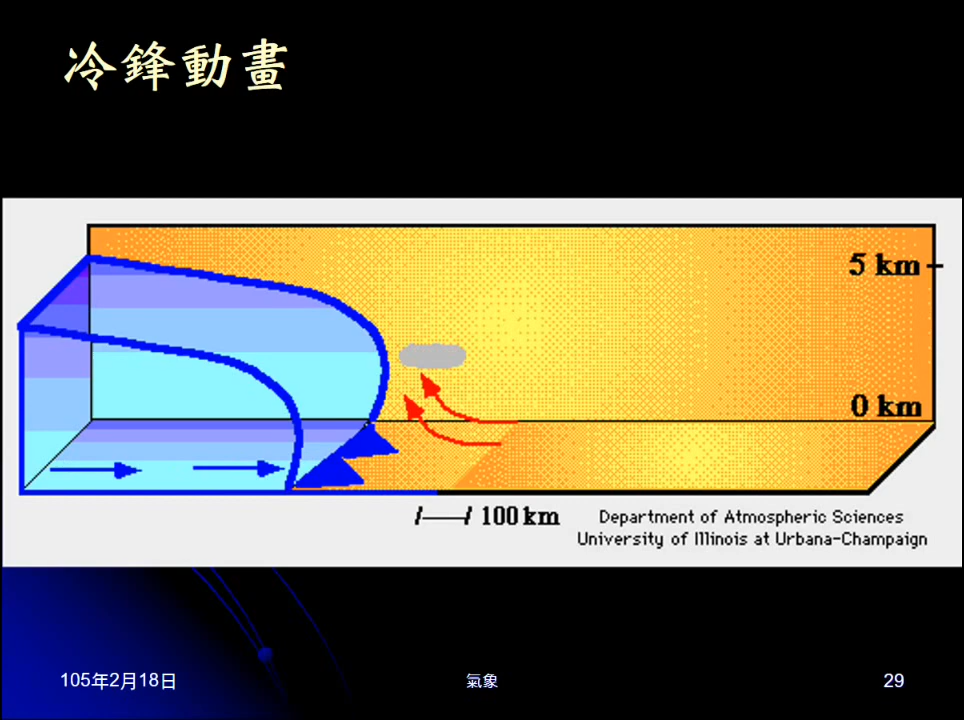 冷鋒動畫
5 km
0 km
100 km
Department of Atmospheric Sciences
University of Illinois at Urbana-Champaign
105年2月18日
氣象
29